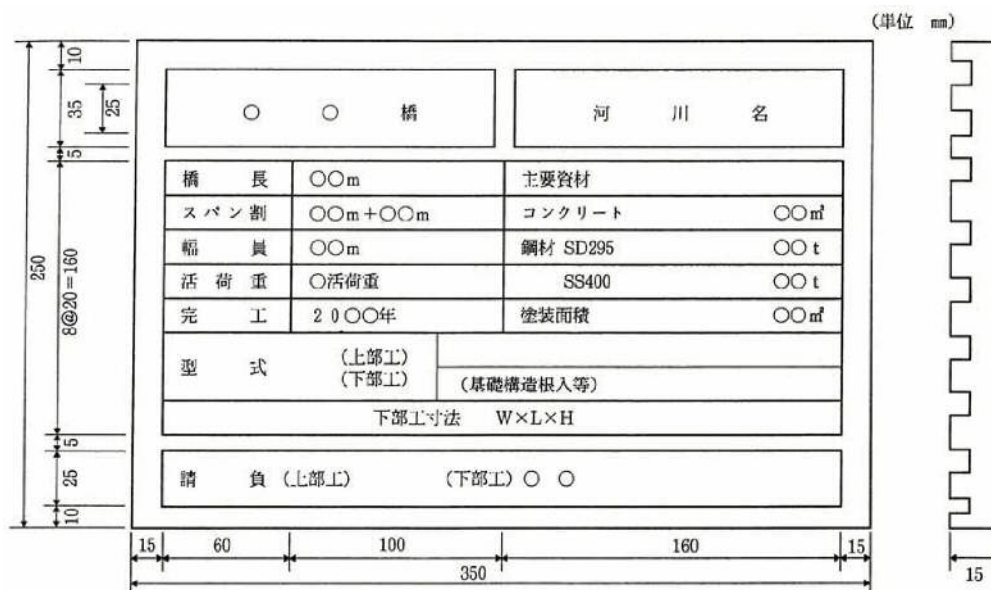 (単位 mm)
○ ○ 橋 河 川 名
橋 長 ○○m 主要資材
スパン割 ○○m+○○m コンクリート ○○㎥
幅 員 ○○m 鋼材 SD295 ○○t
活 荷 重 ○活荷重 SS400 ○○t
完 工 20○○年 塗装面積 ○○㎡
型 式 (上部工)
(下部工) (基礎構造根入等)
下部工寸法 W×L×H
請 負 (上部工) (下部工) ○ ○
10
35
25
5
250
8@20=160
5
25
10
15 60 100 160 15
350
15